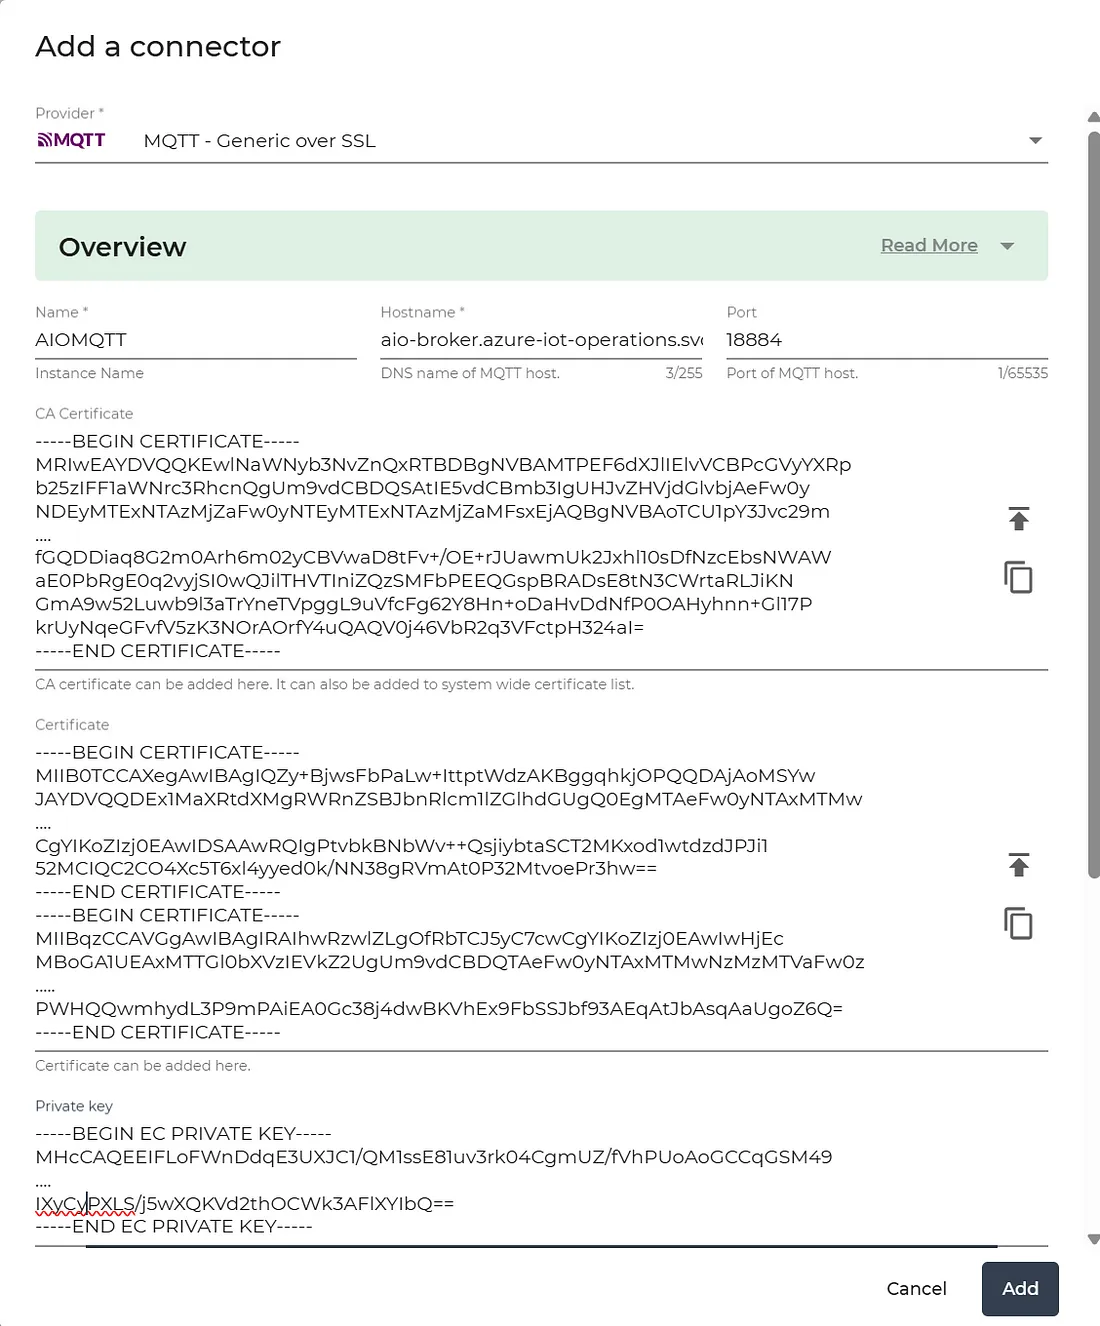 Add a connector
Provider *
MQTT MQTT - Generic over SSL
Overview Read More
Name * Hostname * Port
AIOMQTT aio-broker.azure-iot-operations.svc 18884
Instance Name DNS name of MQTT host. 3/255 Port of MQTT host. 1/65535
CA Certificate
-----BEGIN CERTIFICATE-----
MRIwEAYDVQQKEwlNaWNyb3NvZnQxRTBDBgNVBAMTPEF6dXJlIElvVCBPcGVyYXRp
b25zIFF1aWNrc3RhcnQgUm9vdCBDQSAtIE5vdCBmb3IgUHJvZHVjdGlvbjAeFw0y
NDEyMTExNTAzMjZaFw0yNTEyMTExNTAzMjZaMFsxEjAQBgNVBAoTCU1pY3Jvc29m
....
fGQDDiaq8G2m0Arh6m02yCBVwaD8tFv+/OE+rJUawmUk2Jxhl10sDfNzcEbsNWAW
aE0PbRgE0q2vyjSI0wQJilTHVTIniZQzSMFbPEEQGspBRADsE8tN3CWrtaRLJiKN
GmA9w52Luwb9l3aTrYneTVpggL9uVfcFg62Y8Hn+oDaHvDdNfP0OAHyhnn+Gl17P
krUyNqeGFvfV5zK3NOrAOrfY4uQAQV0j46VbR2q3VFctpH324aI=
-----END CERTIFICATE-----
CA certificate can be added here. It can also be added to system wide certificate list.
Certificate
-----BEGIN CERTIFICATE-----
MIIB0TCCAXegAwIBAgIQZy+BjwsFbPaLw+IttptWdzAKBggqhkjOPQQDAjAoMSYw
JAYDVQQDEx1MaXRtdXMgRWRnZSBJbnRlcm1lZGlhdGUgQ0EgMTAeFw0yNTAxMTMw
....
CgYIKoZIzj0EAwIDSAAwRQIgPtvbkBNbWv++QsjiybtaSCT2MKxod1wtdzdJPJi1
52MCIQC2CO4Xc5T6xl4yyed0k/NN38gRVmAt0P32MtvoePr3hw==
-----END CERTIFICATE-----
-----BEGIN CERTIFICATE-----
MIIBqzCCAVGgAwIBAgIRAIhwRzwlZLgOfRbTCJ5yC7cwCgYIKoZIzj0EAwIwHjEc
MBoGA1UEAxMTTGl0bXVzIEVkZ2UgUm9vdCBDQTAeFw0yNTAxMTMwNzMzMTVaFw0z
.....
PWHQQwmhydL3P9mPAiEA0Gc38j4dwBKVhEx9FbSSJbf93AEqAtJbAsqAaUgoZ6Q=
-----END CERTIFICATE-----
Certificate can be added here.
Private key
-----BEGIN EC PRIVATE KEY-----
MHcCAQEEIFLoFWnDdqE3UXJC1/QM1ssE81uv3rk04CgmUZ/fVhPUoAoGCCqGSM49
....
IXyCyPXLS/j5wXQKVd2thOCWk3AFlXYIbQ==
-----END EC PRIVATE KEY-----
Cancel Add